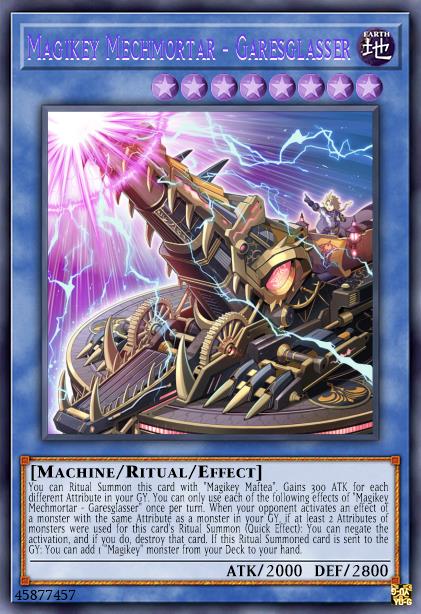 Magikey Mechmortar - Garesglasser
EARTH
地
[Machine/Ritual/Effect]
You can Ritual Summon this card with "Magikey Maftea". Gains 300 ATK for each
different Attribute in your GY. You can only use each of the following effects of "Magikey
Mechmortar - Garesglasser" once per turn. When your opponent activates an effect of
a monster with the same Attribute as a monster in your GY, if at least 2 Attributes of
monsters were used for this card's Ritual Summon (Quick Effect): You can negate the
activation, and if you do, destroy that card. If this Ritual Summoned card is sent to the
GY: You can add 1 "Magikey" monster from your Deck to your hand.
ATK/2000 DEF/2800
45877457